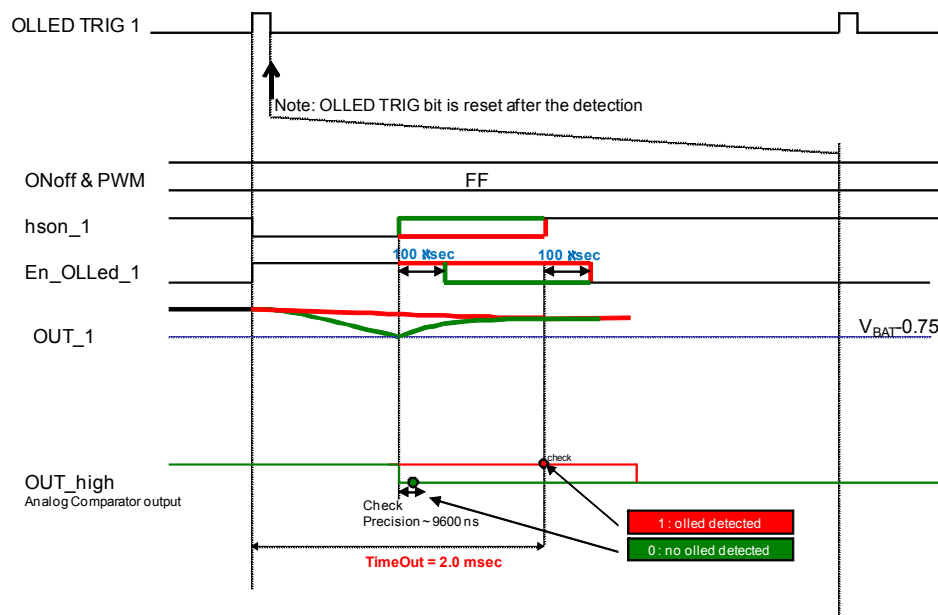 OLLED TRIG 1
Note: OLLED TRIG bit is reset after the detection
ONoff & PWM
FF
hson_1
100 sec
100 sec
En_OLLed_1
OUT_1
V_BAT-0.75
check
OUT_high
Analog Comparator output
Check
Precision ~ 9600 ns
1 : olled detected
0 : no olled detected
TimeOut = 2.0 msec